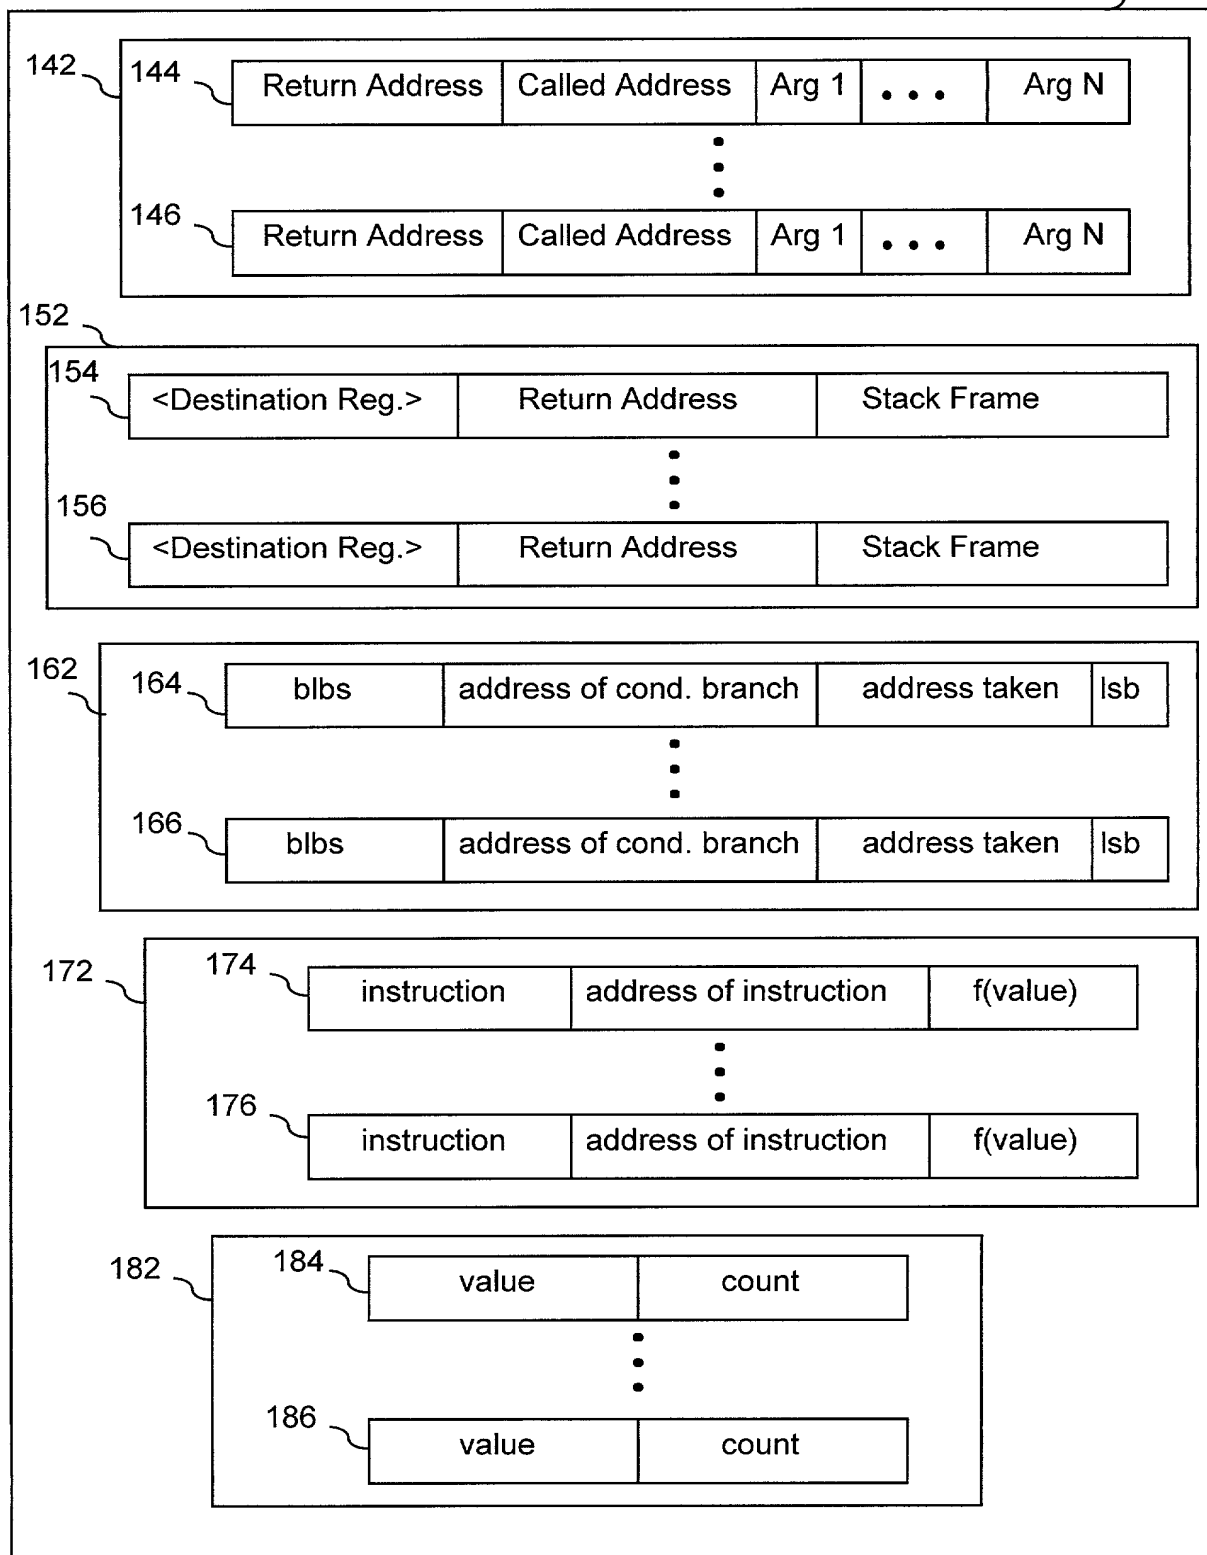 142
144
Return Address Called Address Arg 1 • • • Arg N
146
Return Address Called Address Arg 1 • • • Arg N
152
154
<Destination Reg.> Return Address Stack Frame
156
<Destination Reg.> Return Address Stack Frame
162
164
blbs address of cond. branch address taken lsb
166
blbs address of cond. branch address taken lsb
172
174
instruction address of instruction f(value)
176
instruction address of instruction f(value)
182
184
value count
186
value count